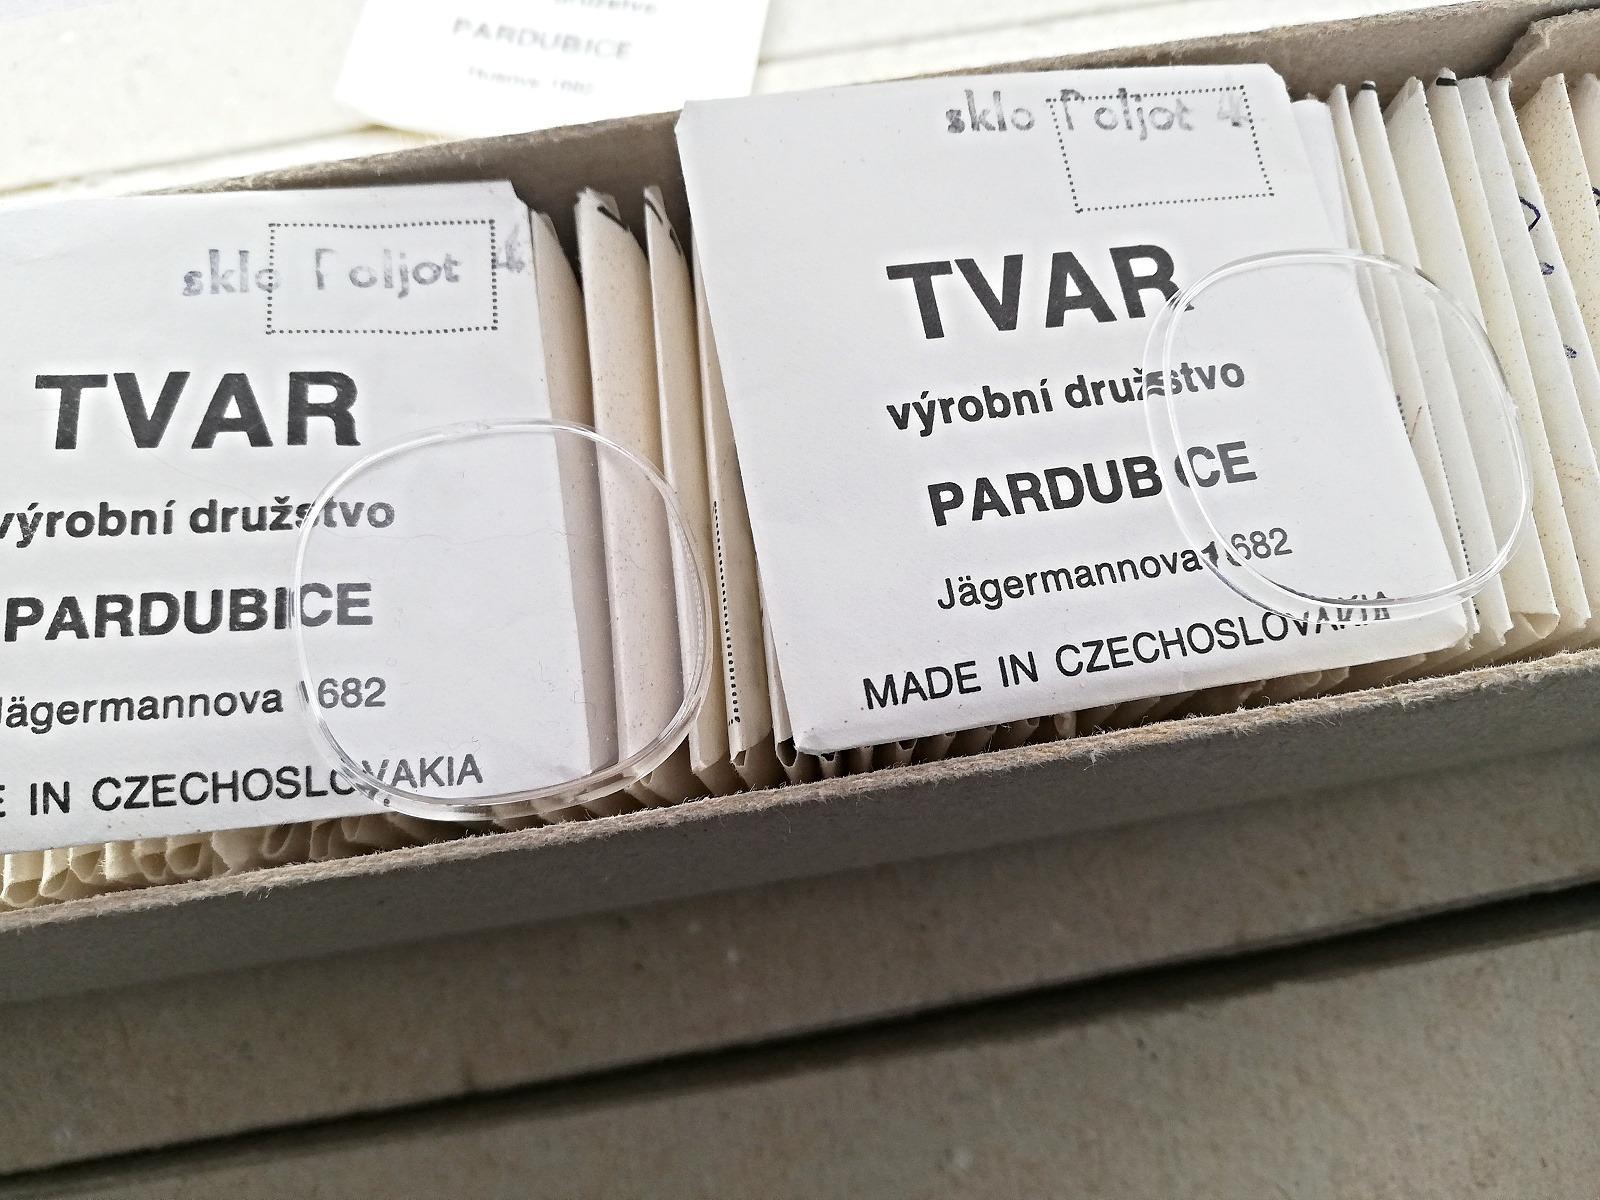 PARDUBICE
sklo Poljot 4
TVAR
výrobní družstvo
PARDUBICE
Jägermannova 1682
E IN CZECHOSLOVAKIA
sklo Poljot 4
TVAR
výrobní družstvo
PARDUBICE
Jägermannova 1682
MADE IN CZECHOSLOVAKIA